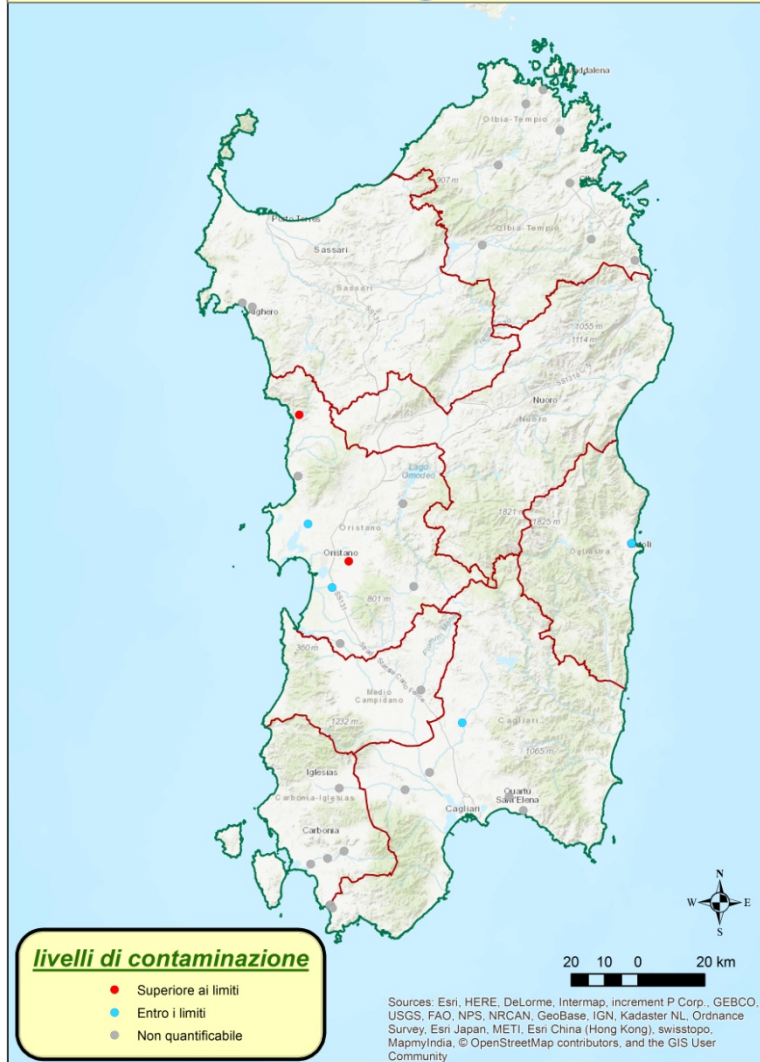 Olbia-Tempio
907 m
Olbia-Tempio
Porto Torres
Sassari
Sassari
SS131
1055 m
1114 m
Nuoro
Nuoro
Lago
Omodeo
1821 m
1825 m
Ogliastra
Oristano
Oristano
801 m
SS131
360 m
Medio
Campidano
Cagliari
1232 m
1065 m
Iglesias
Carbonia-Iglesias
Quartu
Sant'Elena
Cagliari
Carbonia
N
W E
S
livelli di contaminazione
Superiore ai limiti
Entro i limiti
Non quantificabile
20 10 0 20 km
Sources: Esri, HERE, DeLorme, Intermap, increment P Corp., GEBCO,
USGS, FAO, NPS, NRCAN, GeoBase, IGN, Kadaster NL, Ordnance
Survey, Esri Japan, METI, Esri China (Hong Kong), swisstopo,
MapmyIndia, © OpenStreetMap contributors, and the GIS User
Community